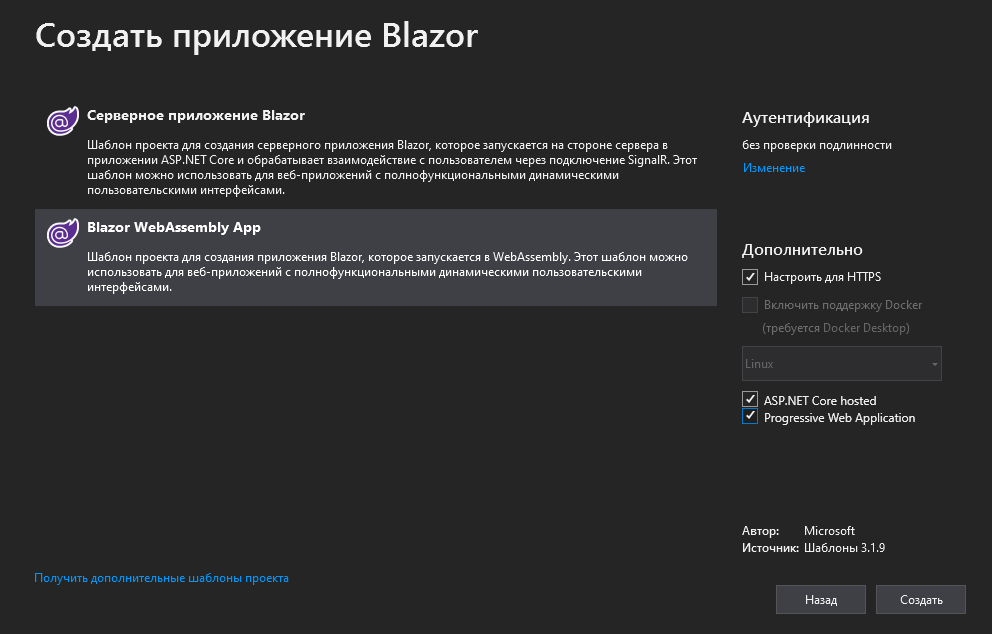 Создать приложение Blazor
Серверное приложение Blazor
Шаблон проекта для создания серверного приложения Blazor, которое запускается на стороне сервера в
приложении ASP.NET Core и обрабатывает взаимодействие с пользователем через подключение SignalR. Этот
шаблон можно использовать для веб-приложений с полнофункциональными динамическими
пользовательскими интерфейсами.
Blazor WebAssembly App
Шаблон проекта для создания приложения Blazor, которое запускается в WebAssembly. Этот шаблон можно
использовать для веб-приложений с полнофункциональными динамическими пользовательскими
интерфейсами.
Получить дополнительные шаблоны проекта
Аутентификация
без проверки подлинности
Изменение
Дополнительно
Настроить для HTTPS
Включить поддержку Docker
(требуется Docker Desktop)
Linux
ASP.NET Core hosted
Progressive Web Application
Автор: Microsoft
Источник: Шаблоны 3.1.9
Назад
Создать